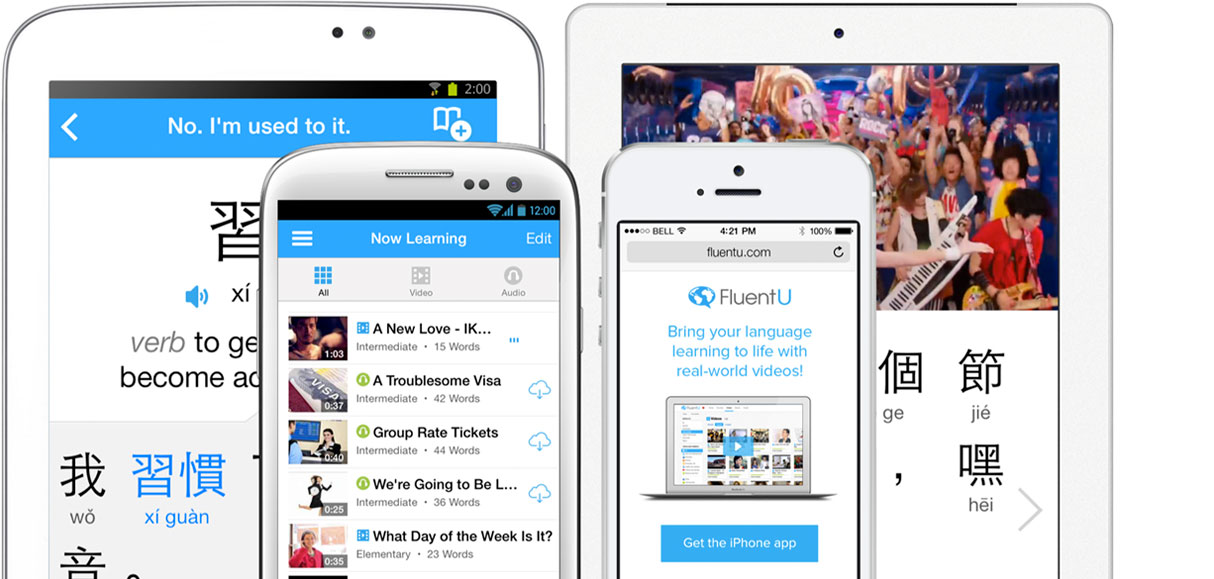 2:00
No. I'm used to it.
習
xí
verb to ge
become ac
我 習慣
wǒ xí guàn
音 。
12:00
Now Learning Edit
All Video Audio
A New Love - IK...
Intermediate • 15 Words
1:03
A Troublesome Visa
Intermediate • 42 Words
VISA
0:37
Group Rate Tickets
Intermediate • 44 Words
0:40
We're Going to Be L...
Intermediate • 36 Words
0:25
What Day of the Week Is It?
Elementary • 23 Words
0:35
BELL 4:21 PM 100%
fluentu.com
FluentU
Bring your language
learning to life with
real-world videos!
Get the iPhone app
ROCK
個 節
ge jié
， 嘿
hēi